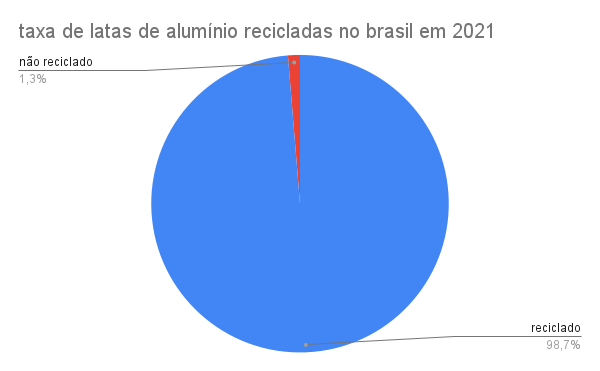 taxa de latas de alumínio recicladas no brasil em 2021
não reciclado
1,3%
reciclado
98,7%